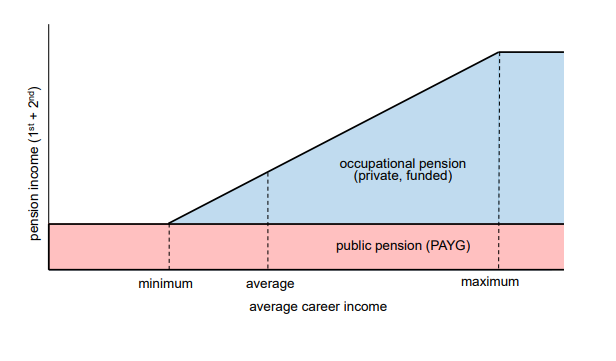 pension income (1st + 2nd)
occupational pension
(private, funded)
public pension (PAYG)
minimum
average
maximum
average career income